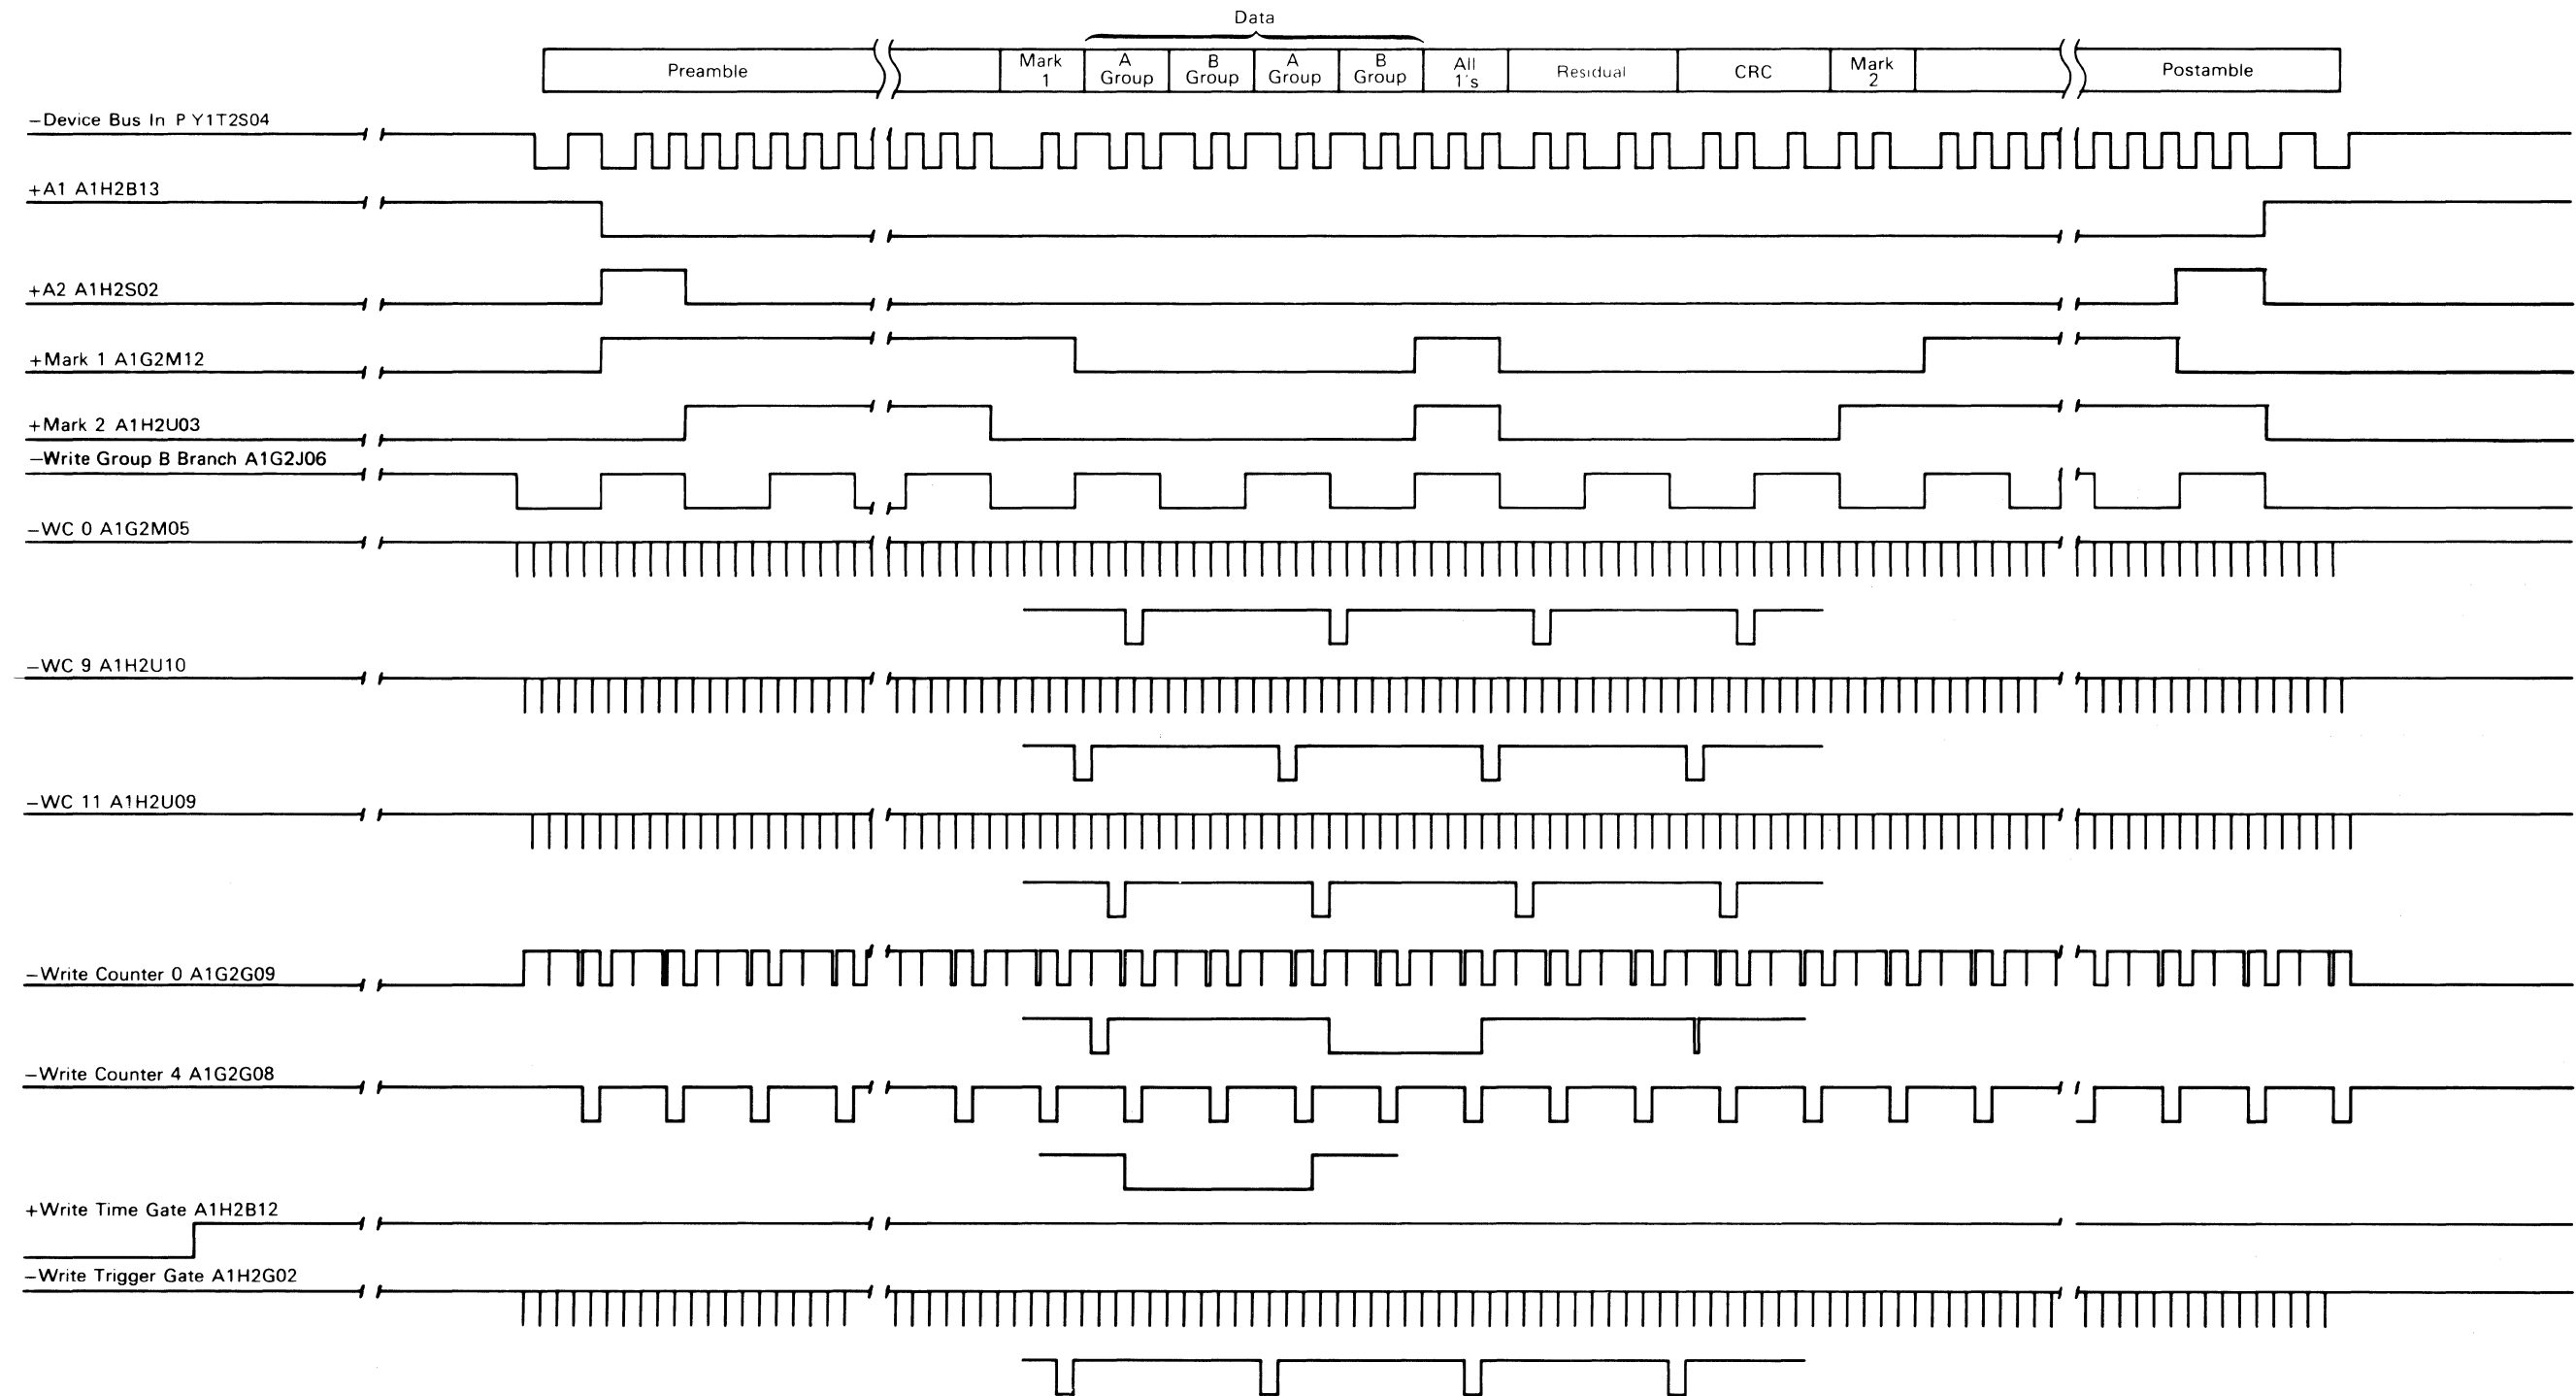 Data
Preamble
Mark
1
A
Group
B
Group
A
Group
B
Group
All
1's
Residual
CRC
Mark
2
Postamble
−Device Bus In P Y1T2S04
+A1 A1H2B13
+A2 A1H2S02
+Mark 1 A1G2M12
+Mark 2 A1H2U03
−Write Group B Branch A1G2J06
−WC 0 A1G2M05
−WC 9 A1H2U10
−WC 11 A1H2U09
−Write Counter 0 A1G2G09
−Write Counter 4 A1G2G08
+Write Time Gate A1H2B12
−Write Trigger Gate A1H2G02